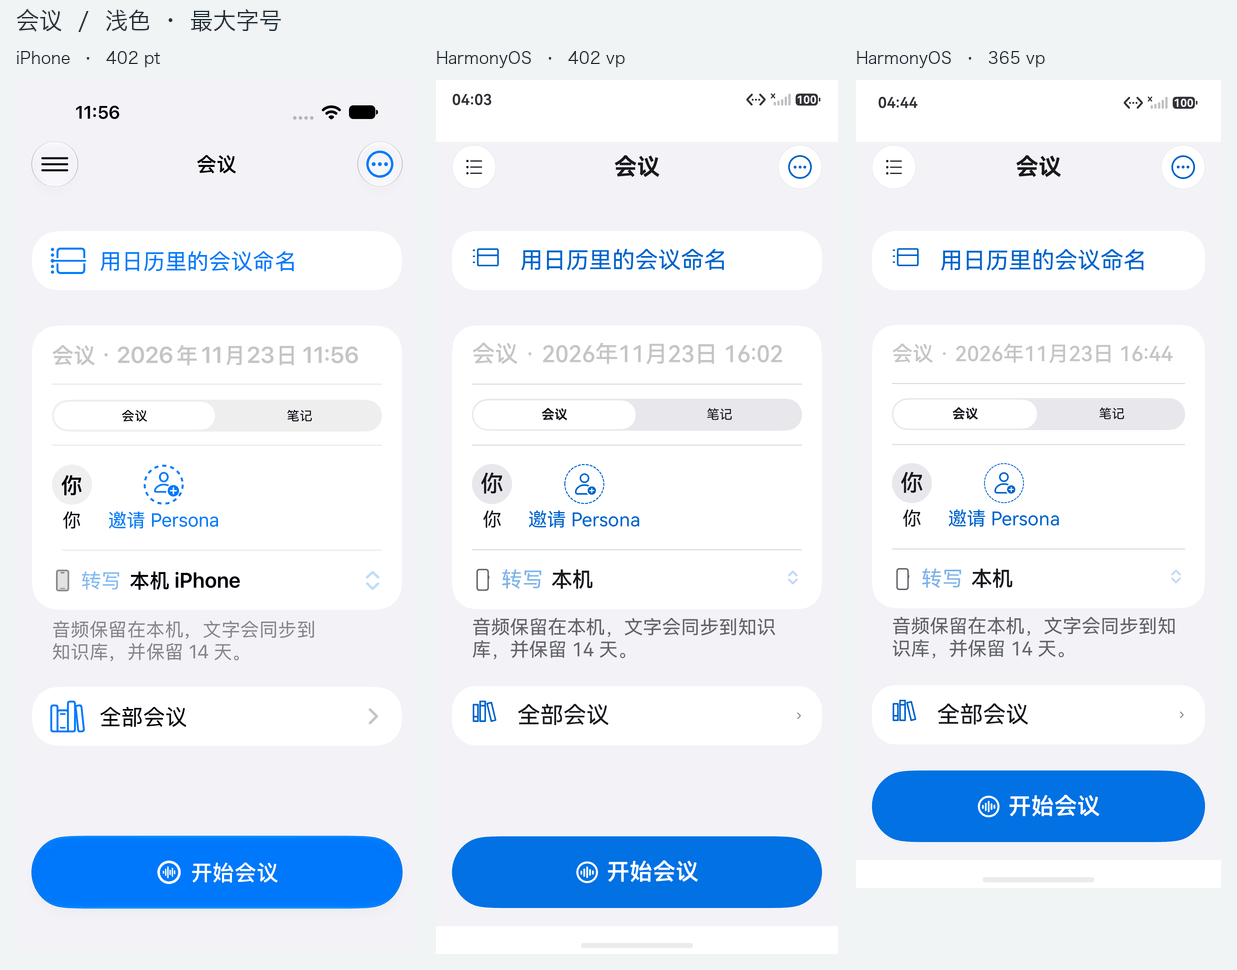 会议 / 浅色 · 最大字号
iPhone · 402 pt
11:56
会议
用日历里的会议命名
会议 · 2026年11月23日 11:56
会议
笔记
你
你
邀请 Persona
转写 本机 iPhone
音频保留在本机，文字会同步到
知识库，并保留 14 天。
全部会议
开始会议
HarmonyOS · 402 vp
04:03
100
会议
用日历里的会议命名
会议 · 2026年11月23日 16:02
会议
笔记
你
你
邀请 Persona
转写 本机
音频保留在本机，文字会同步到知识
库，并保留 14 天。
全部会议
开始会议
HarmonyOS · 365 vp
04:44
100
会议
用日历里的会议命名
会议 · 2026年11月23日 16:44
会议
笔记
你
你
邀请 Persona
转写 本机
音频保留在本机，文字会同步到知
识库，并保留 14 天。
全部会议
开始会议